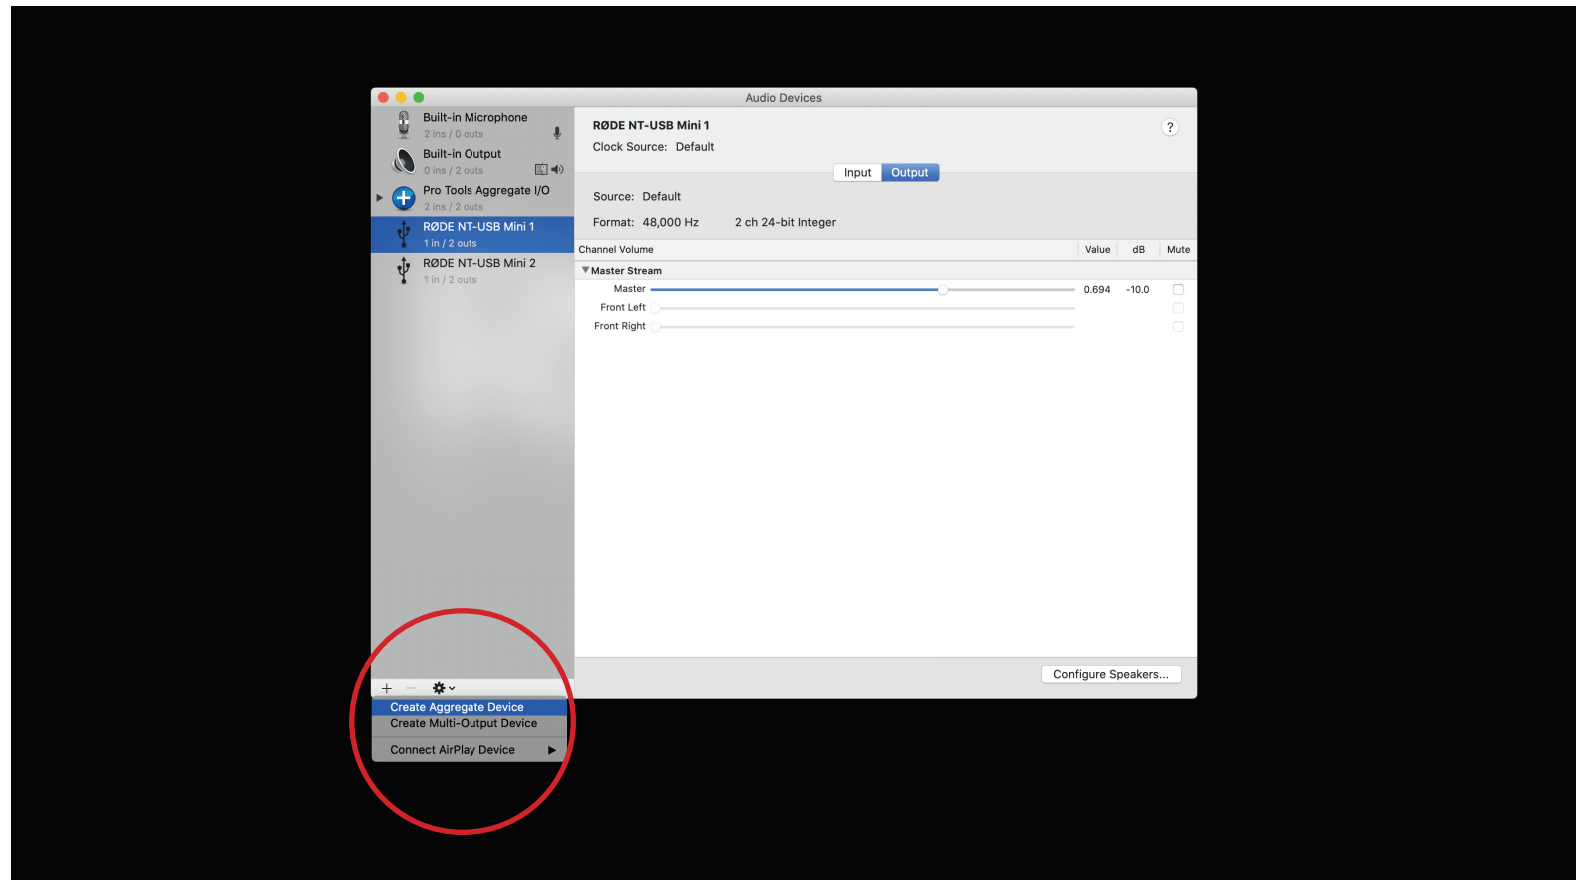 Audio Devices
Built-in Microphone
2 ins / 0 outs
Built-in Output
0 ins / 2 outs
Pro Tools Aggregate I/O
2 ins / 2 outs
RØDE NT-USB Mini 1
1 in / 2 outs
RØDE NT-USB Mini 2
1 in / 2 outs
RØDE NT-USB Mini 1
?
Clock Source: Default
Input Output
Source: Default
Format: 48,000 Hz 2 ch 24-bit Integer
Channel Volume Value dB Mute
Master Stream
Master 0.694 -10.0
Front Left
Front Right
Configure Speakers...
Create Aggregate Device
Create Multi-Output Device
Connect AirPlay Device